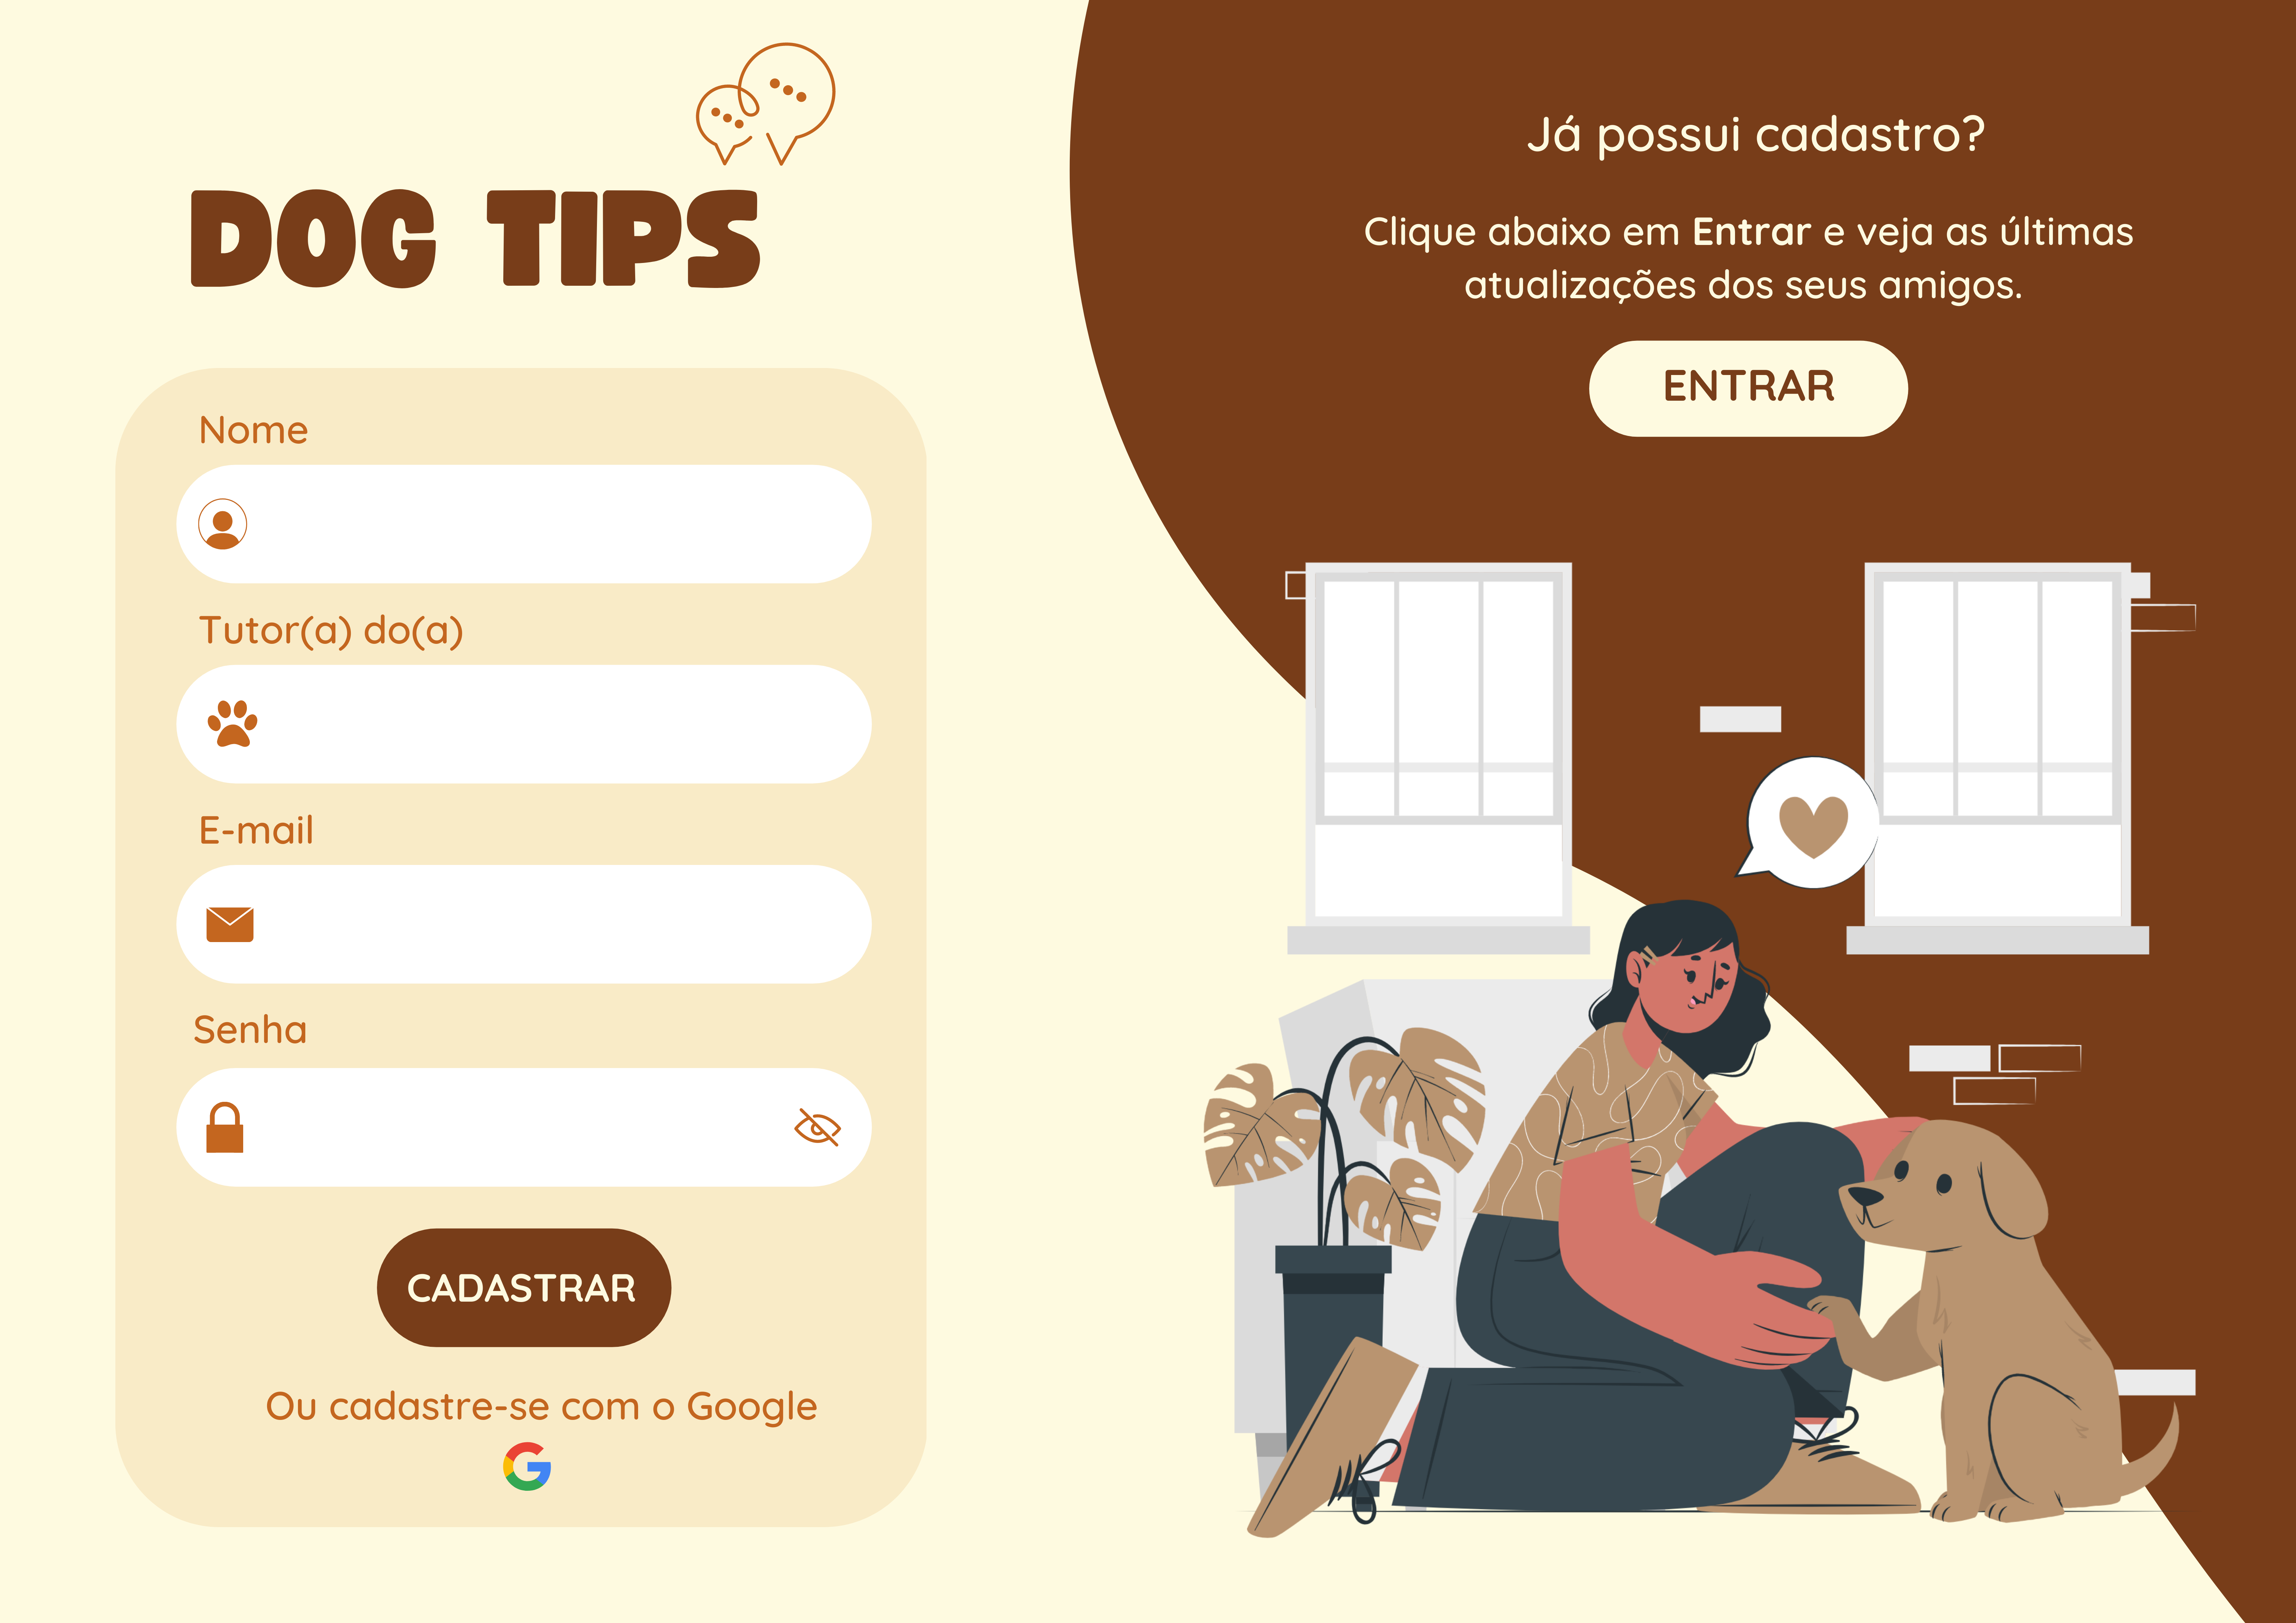 DOG TIPS
Nome
Tutor(a) do(a)
E-mail
Senha
CADASTRAR
Ou cadastre-se com o Google
Já possui cadastro?
Clique abaixo em Entrar e veja as últimas
atualizações dos seus amigos.
ENTRAR